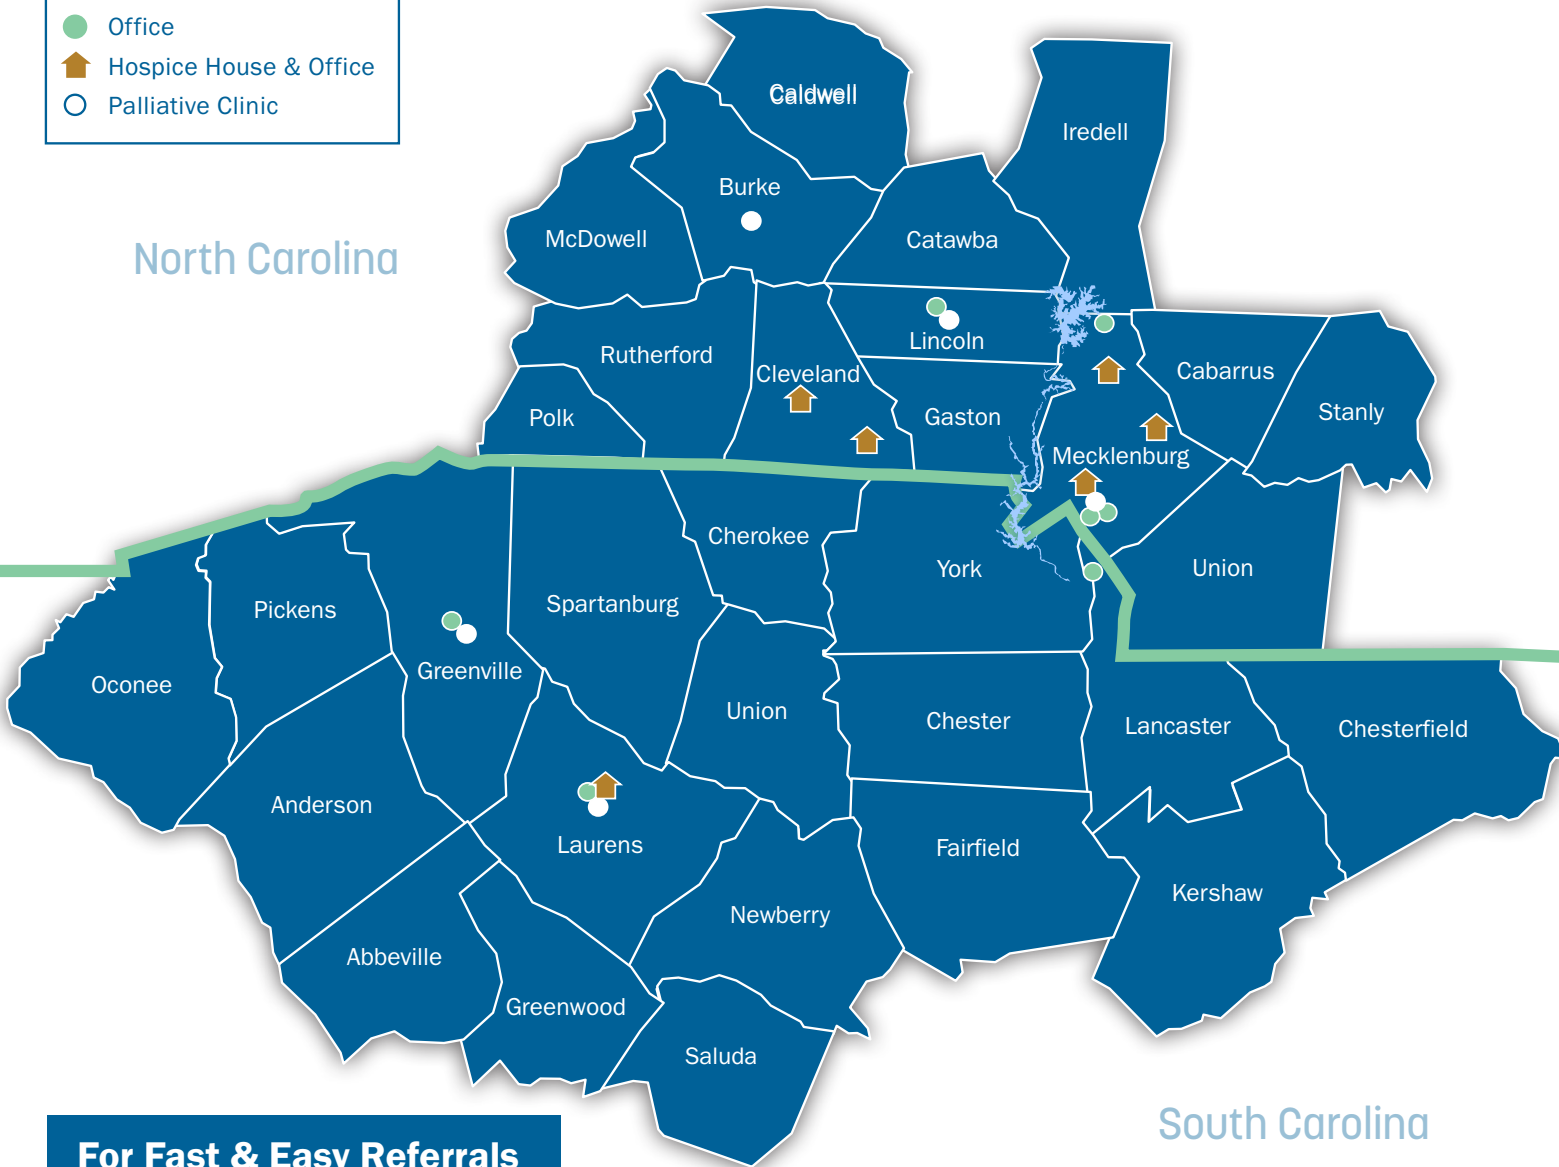 Office
Hospice House & Office
Palliative Clinic
North Carolina
Caldwell
Caldwell
Iredell
Burke
McDowell
Catawba
Lincoln
Rutherford
Cleveland
Cabarrus
Stanly
Polk
Gaston
Mecklenburg
Cherokee
York
Union
Spartanburg
Pickens
Greenville
Oconee
Union
Chester
Lancaster
Chesterfield
Anderson
Laurens
Fairfield
Kershaw
Newberry
Abbeville
Greenwood
Saluda
South Carolina
For Fast & Easy Referrals